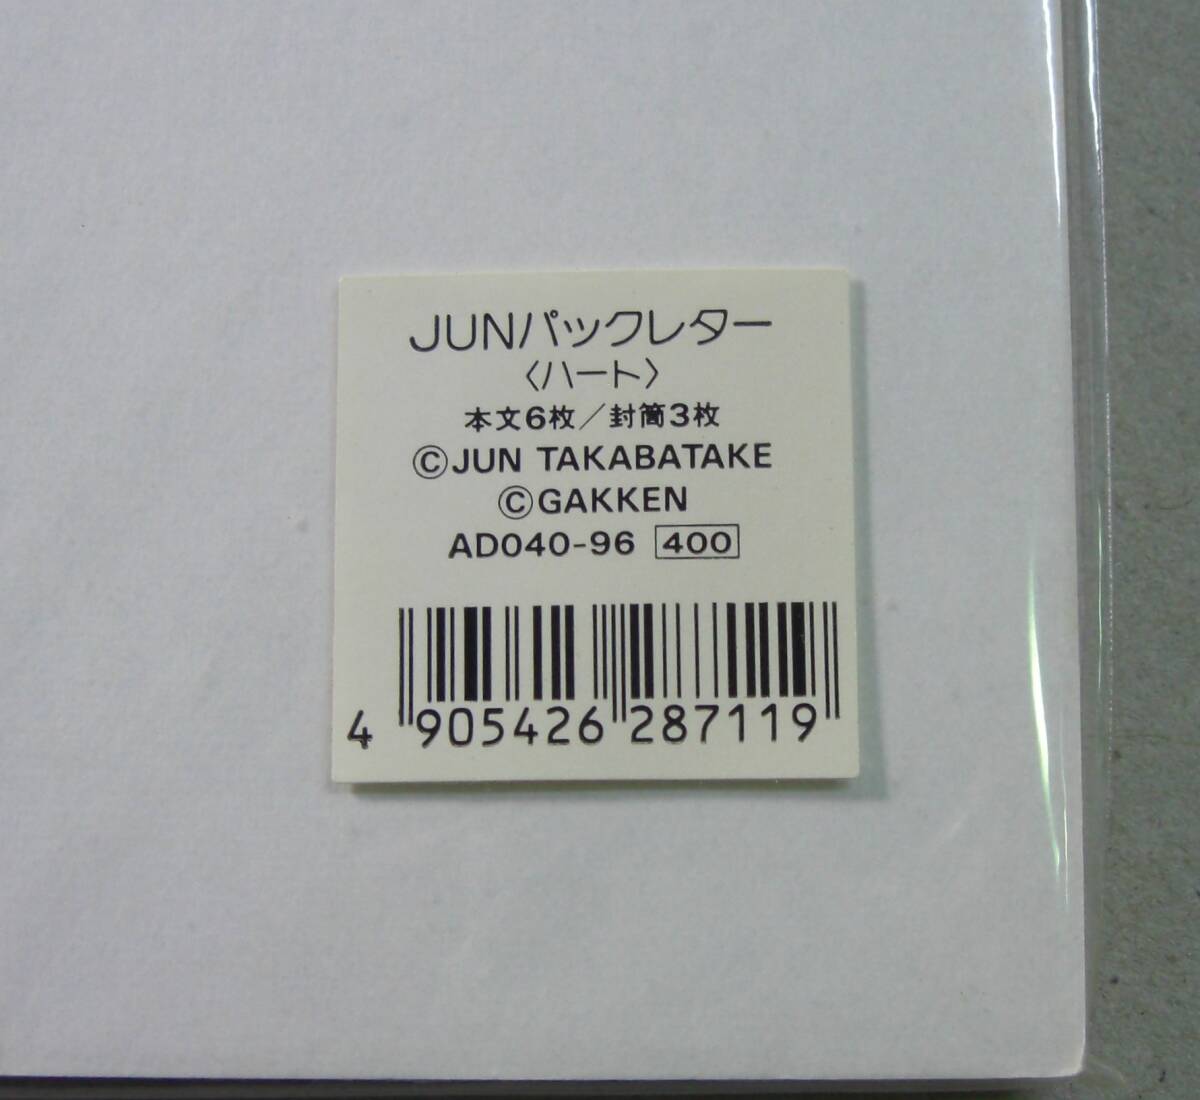 JUNパックレター
〈ハート〉
本文6枚／封筒3枚
©JUN TAKABATAKE
©GAKKEN
AD040-96 400
4 905426 287119